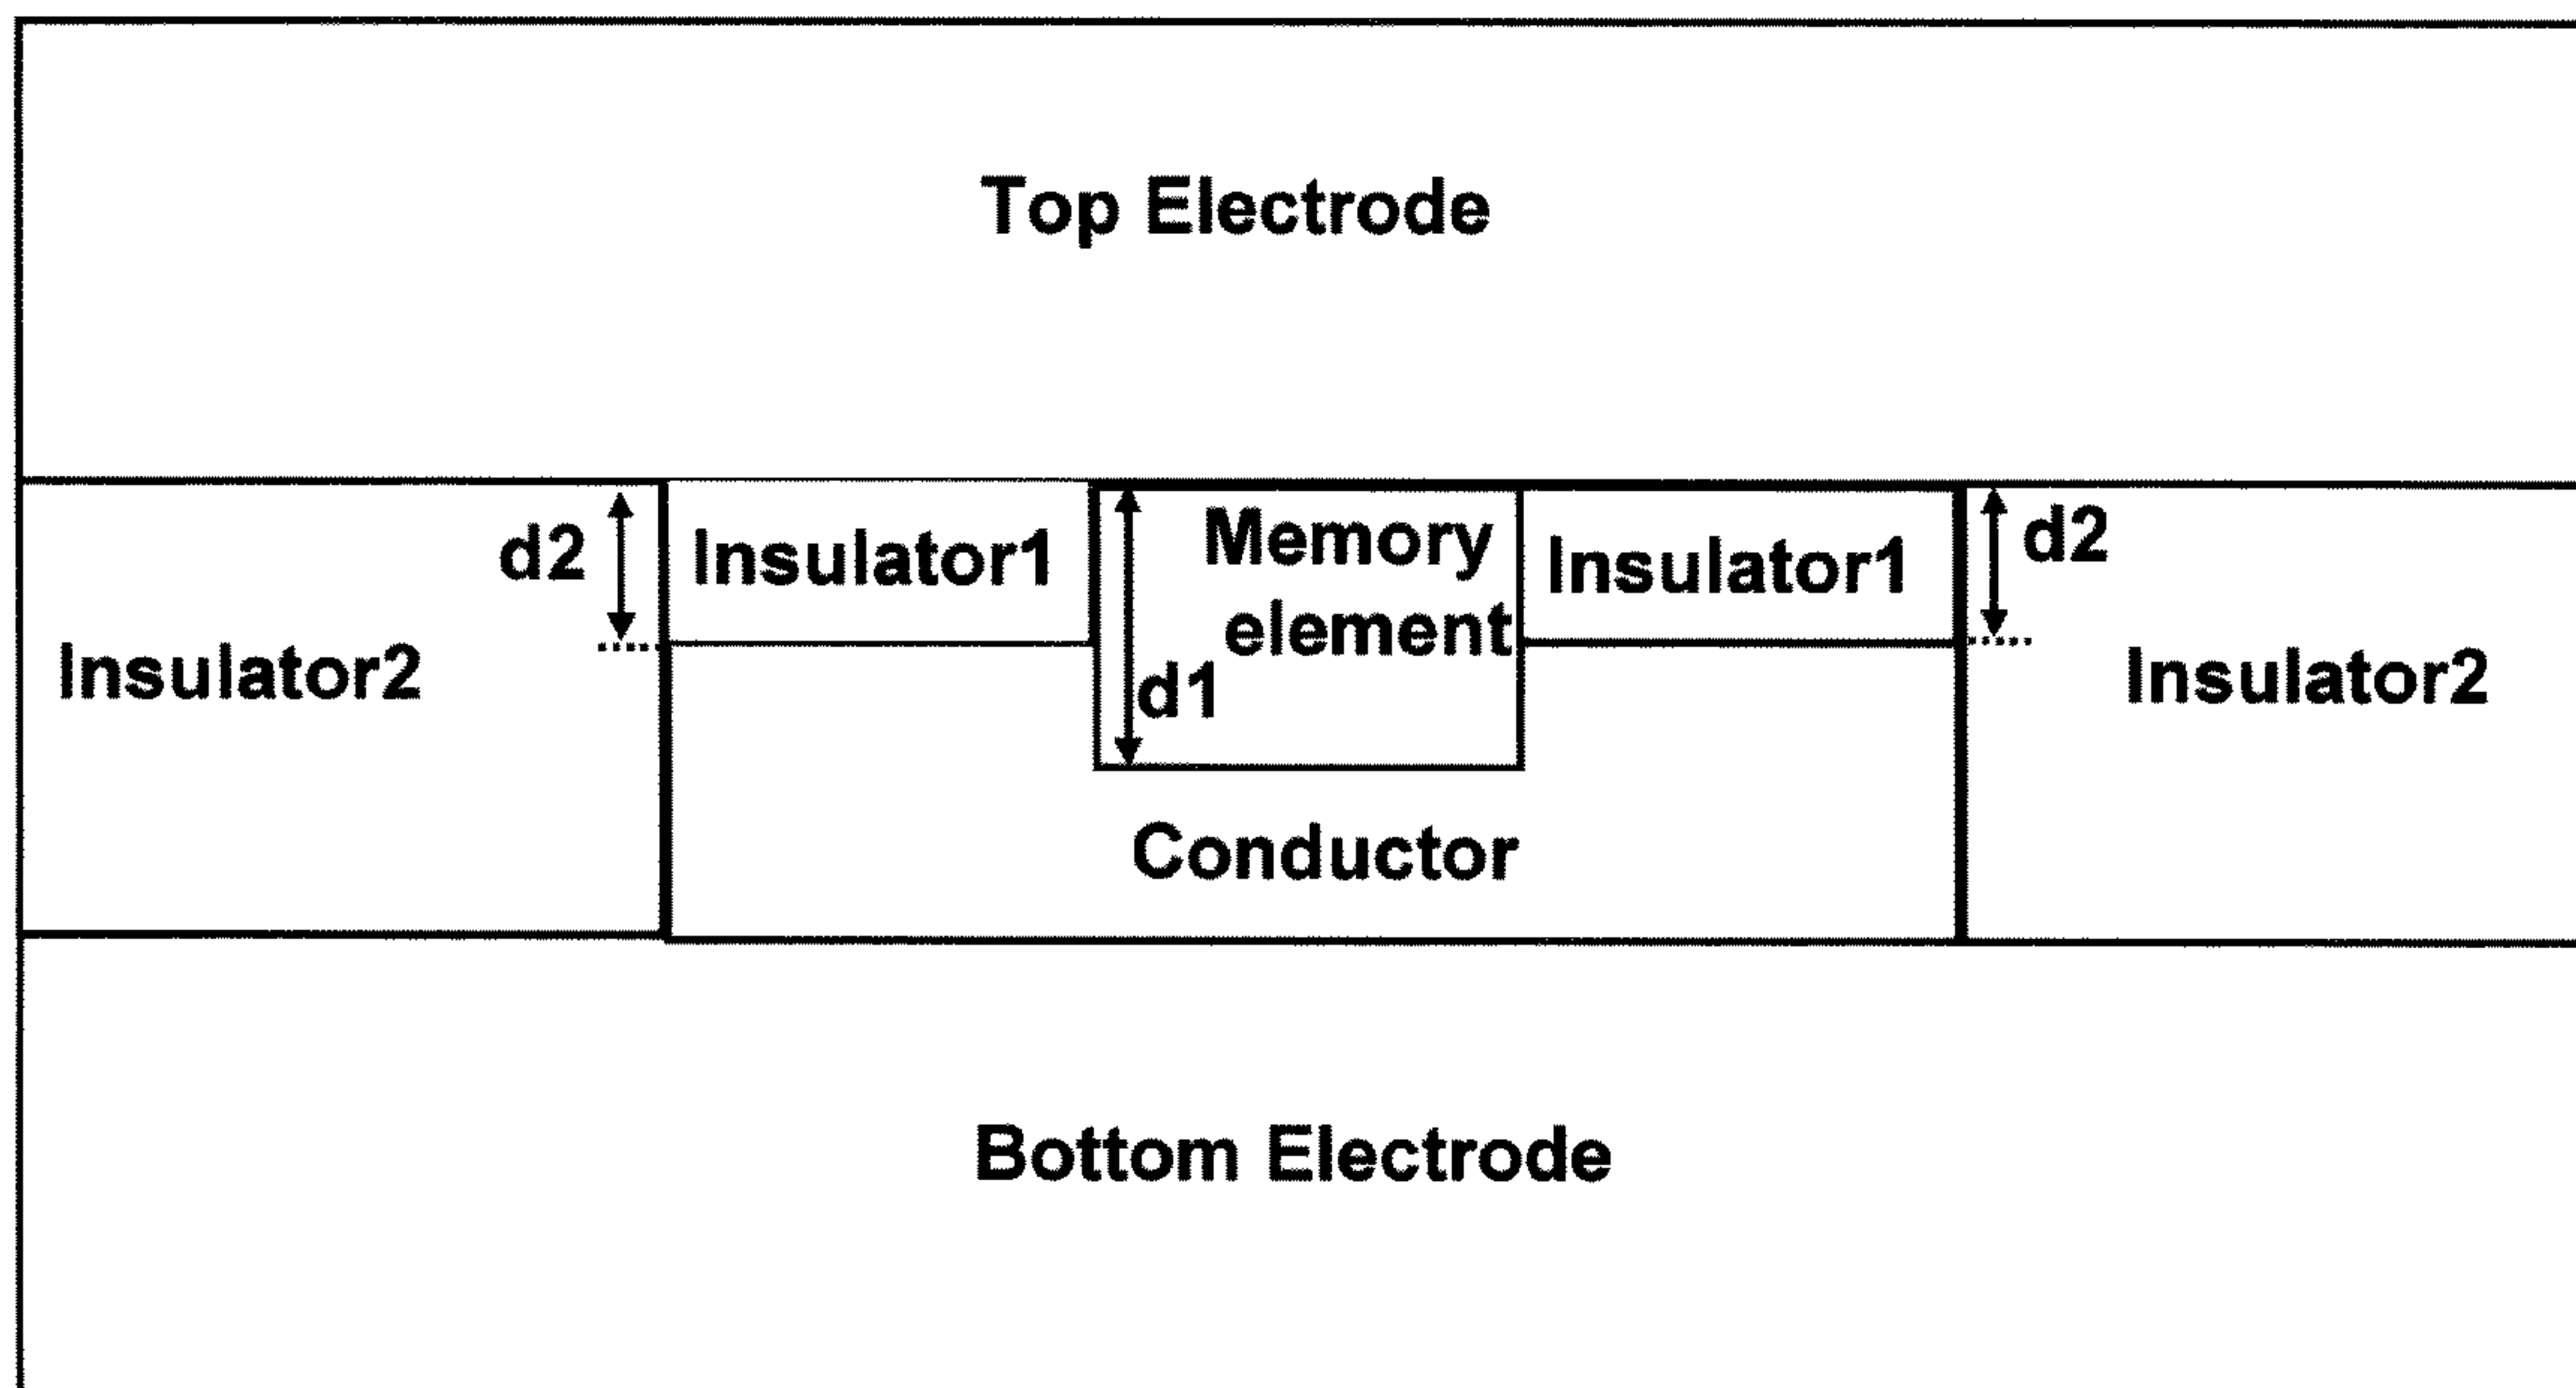 Top Electrode
d2
Insulator1
Memory
element
d1
Insulator1
d2
Insulator2
Insulator2
Conductor
Bottom Electrode